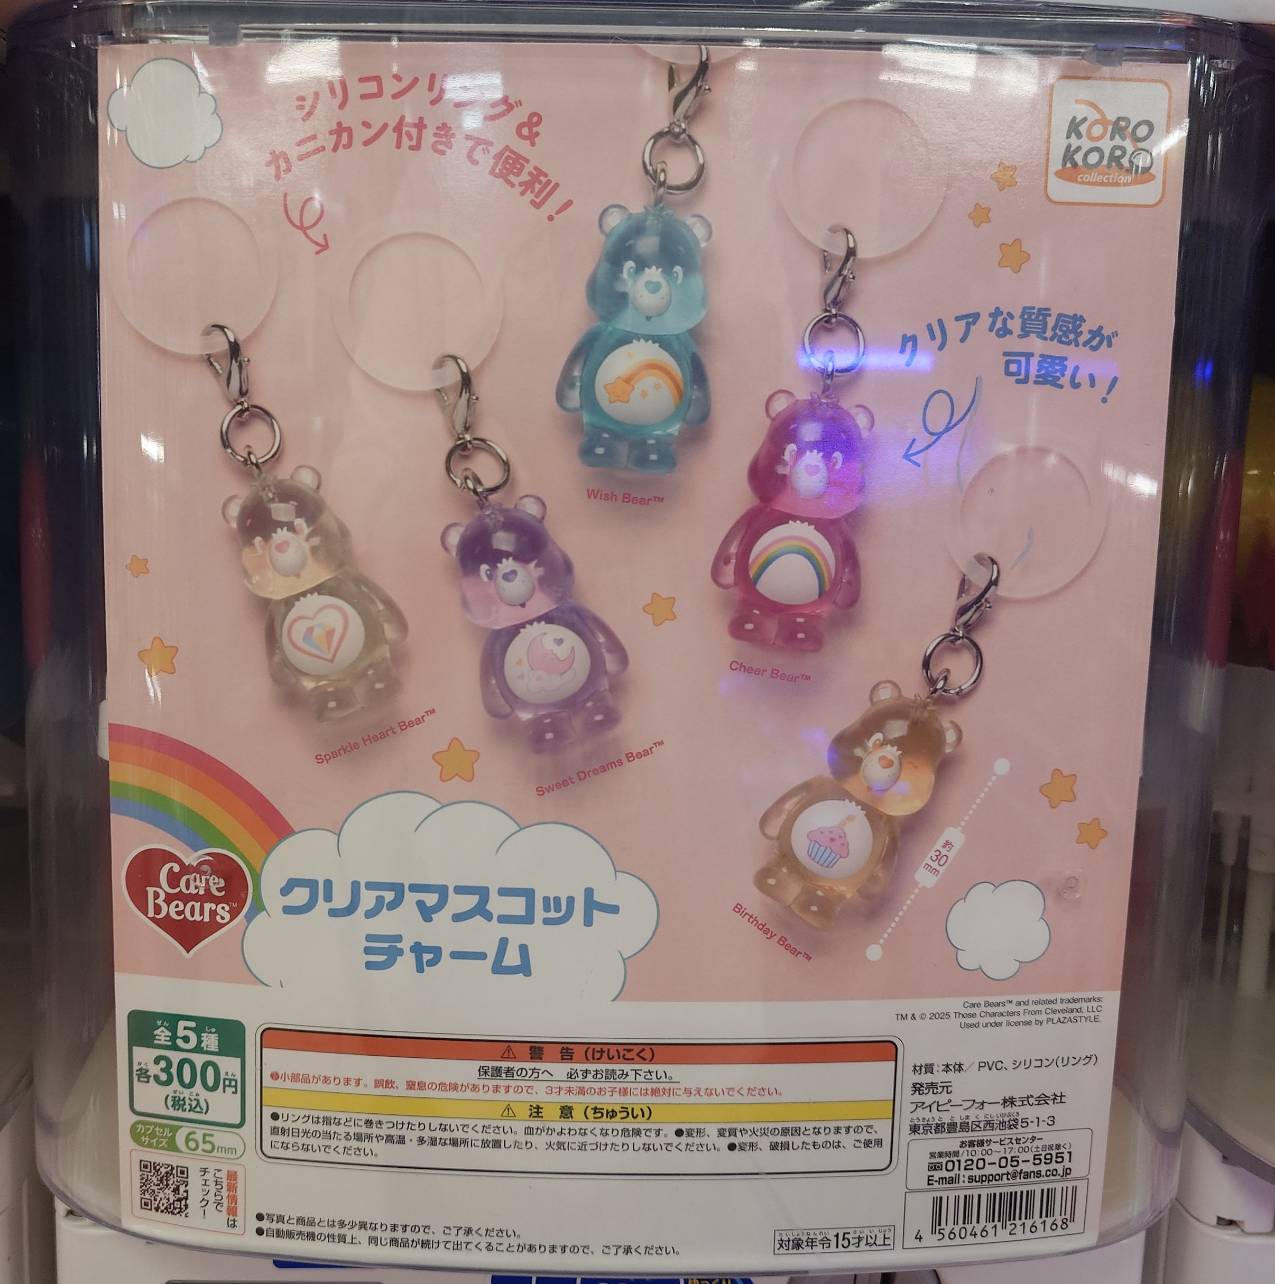 シリコンリング&
カニカン付きで便利!
KORO
KORO
collection
クリアな質感が
可愛い!
Wish Bear™
Cheer Bear™
Sparkle Heart Bear™
Sweet Dreams Bear™
Birthday Bear™
約
30
mm
Care
Bears™
クリアマスコット
チャーム
Care Bears™ and related trademarks:
TM & © 2025 Those Characters From Cleveland, LLC
Used under license by PLAZASTYLE.
全5種
各300円
(税込)
カプセル
サイズ 65mm
最新情報は
こちらで
チェック!
⚠ 警 告 (けいこく)
保護者の方へ 必ずお読み下さい。
●小部品があります。誤飲、窒息の危険がありますので、3才未満のお子様には絶対に与えないでください。
⚠ 注 意 (ちゅうい)
●リングは指などに巻きつけたりしないでください。血がかよわなくなり危険です。●変形、変質や火災の原因となりますので、
直射日光の当たる場所や高温・多湿な場所に放置したり、火気に近づけたりしないでください。●変形、破損したものは、ご使用
にならないでください。
材質:本体/PVC、シリコン(リング)
発売元
アイピーフォー株式会社
東京都豊島区西池袋5-1-3
お客様サービスセンター
営業時間/10:00〜17:00(土日祝除く)
0120-05-5951
E-mail:support@fans.co.jp
4 560461 216168
●写真と商品とは多少異なりますので、ご了承ください。
●自動販売機の性質上、同じ商品が続けて出てくることがありますので、ご了承ください。
対象年令15才以上